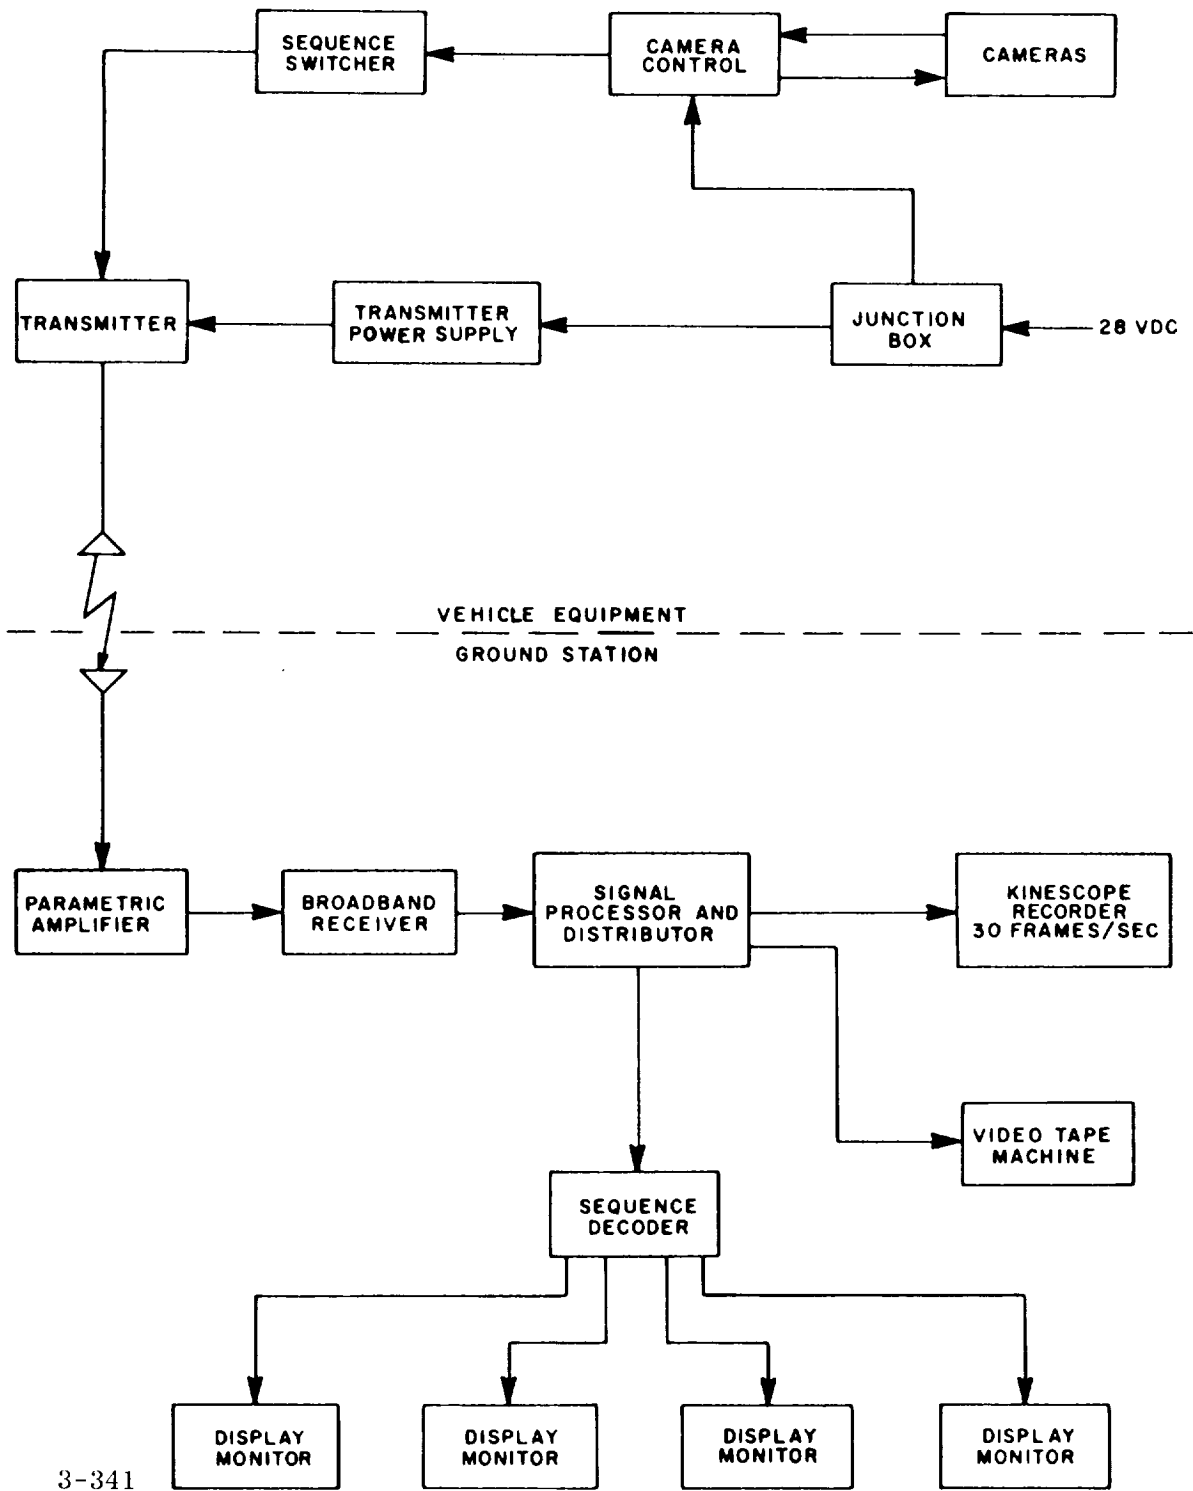 SEQUENCE
SWITCHER
CAMERA
CONTROL
CAMERAS
TRANSMITTER
TRANSMITTER
POWER SUPPLY
JUNCTION
BOX
28 VDC
VEHICLE EQUIPMENT
GROUND STATION
PARAMETRIC
AMPLIFIER
BROADBAND
RECEIVER
SIGNAL
PROCESSOR AND
DISTRIBUTOR
KINESCOPE
RECORDER
30 FRAMES/SEC
VIDEO TAPE
MACHINE
SEQUENCE
DECODER
DISPLAY
MONITOR
DISPLAY
MONITOR
DISPLAY
MONITOR
DISPLAY
MONITOR
3-341